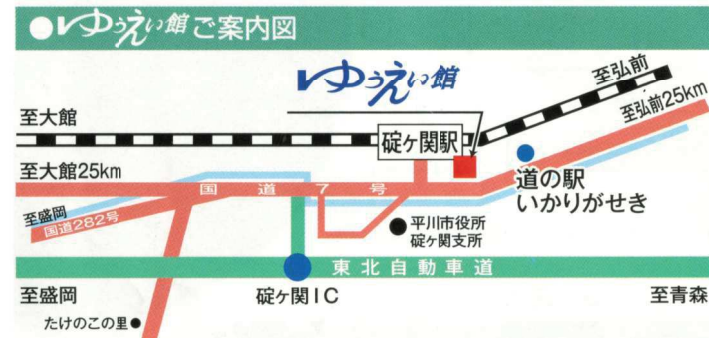 ●ゆうえい館ご案内図
ゆうえい館
至弘前
至大館
碇ヶ関駅
至弘前25km
至大館25km
国道7号
道の駅
いかりがせき
至盛岡
国道282号
平川市役所
碇ヶ関支所
東北自動車道
至盛岡
碇ヶ関IC
至青森
たけのこの里●